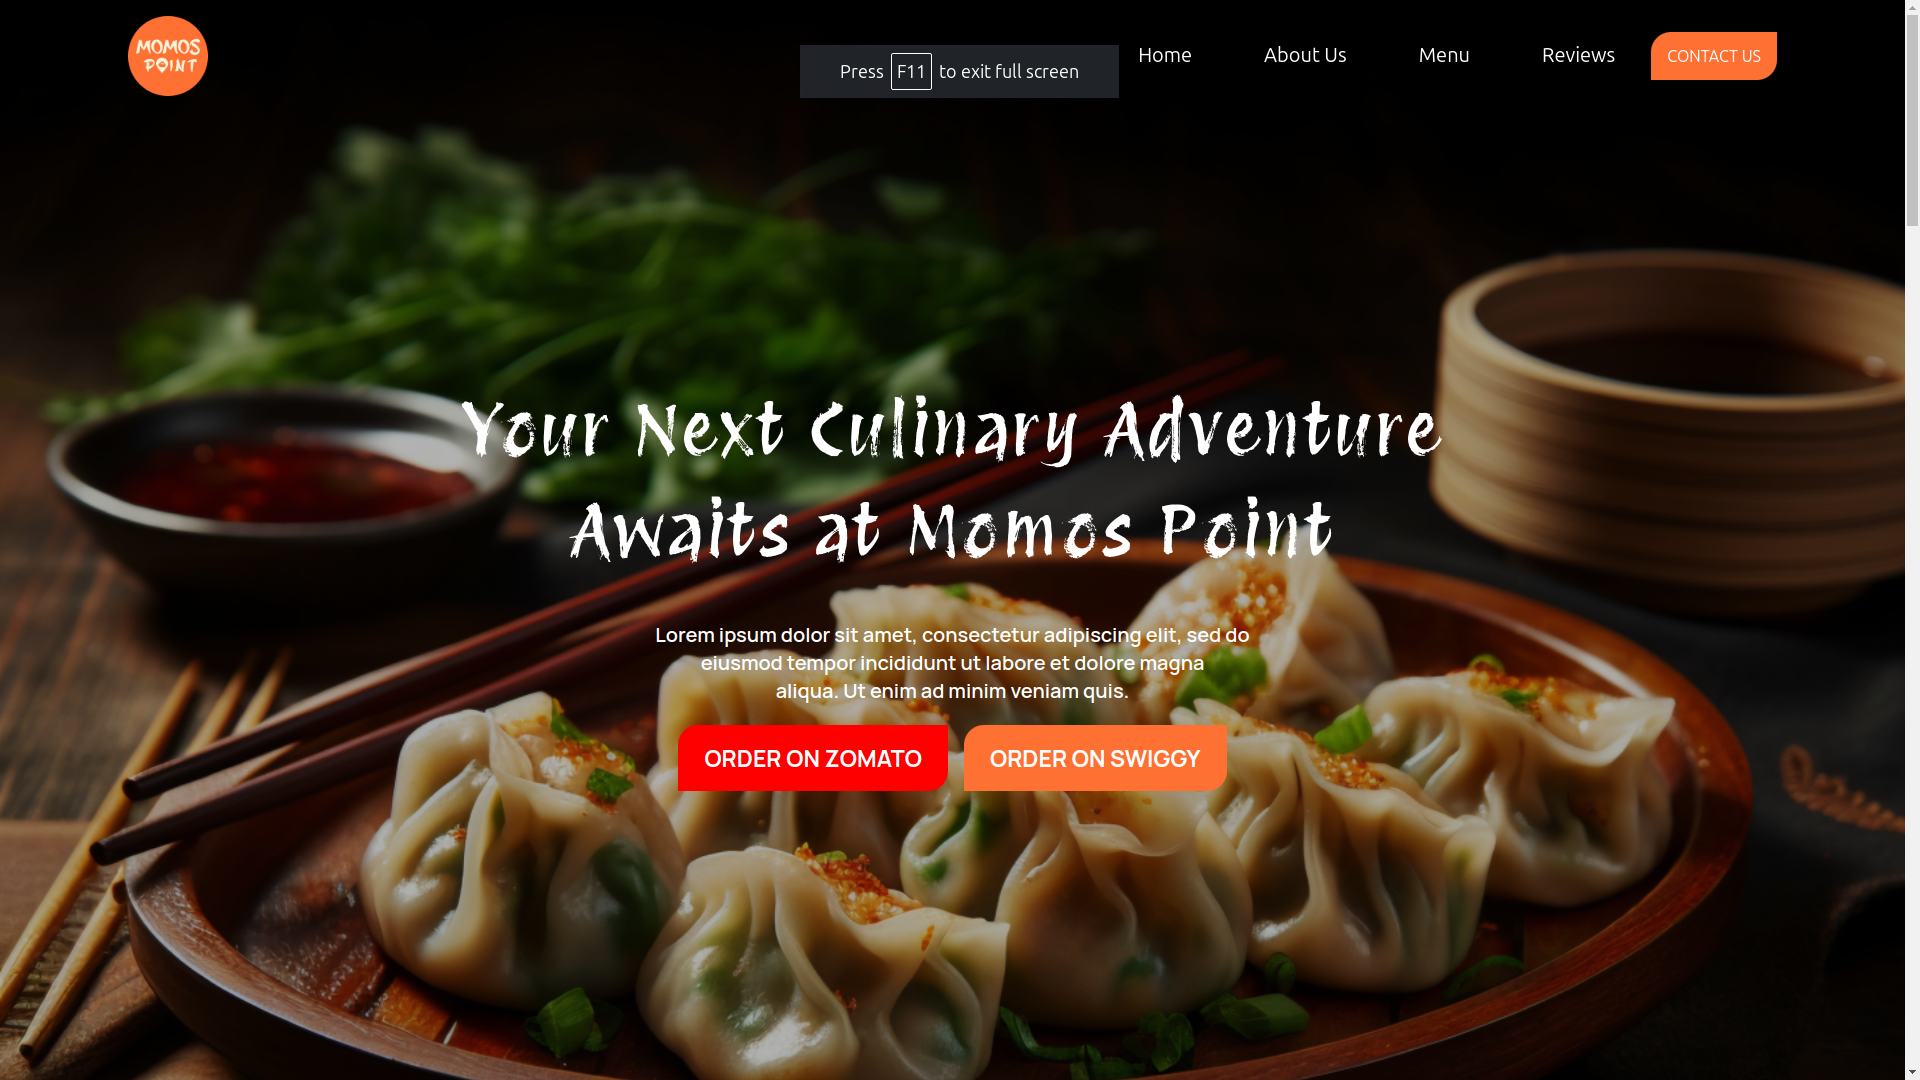 MOMOS
POINT
Press F11 to exit full screen
Home
About Us
Menu
Reviews
CONTACT US
Your Next Culinary Adventure
Awaits at Momos Point
Lorem ipsum dolor sit amet, consectetur adipiscing elit, sed do
eiusmod tempor incididunt ut labore et dolore magna
aliqua. Ut enim ad minim veniam quis.
ORDER ON ZOMATO
ORDER ON SWIGGY